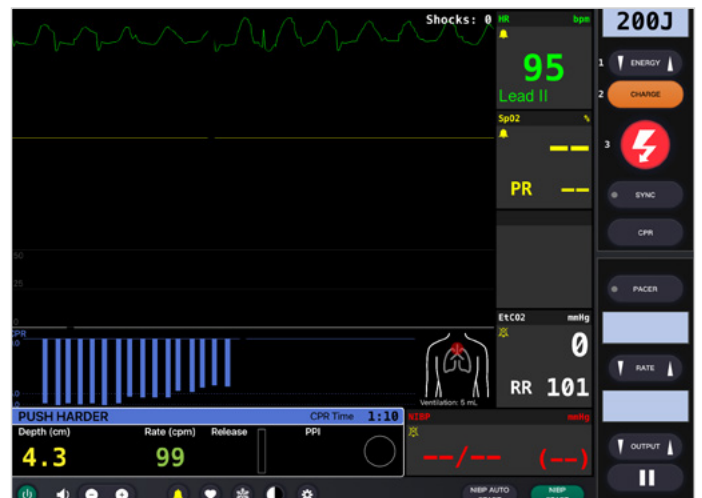 Shocks: 0
HR bpm
95
Lead II
SpO2 %
--
PR --
50
25
0
EtCO2 mmHg
0
RR 101
CPR
Ventilation: 5 mL
PUSH HARDER CPR Time 1:10
Depth (cm) Rate (cpm) Release PPI
4.3 99
NIBP mmHg
--/-- (--)
NIBP AUTO
NIBP
200J
1 ENERGY
2 CHARGE
3
SYNC
CPR
PACER
RATE
OUTPUT